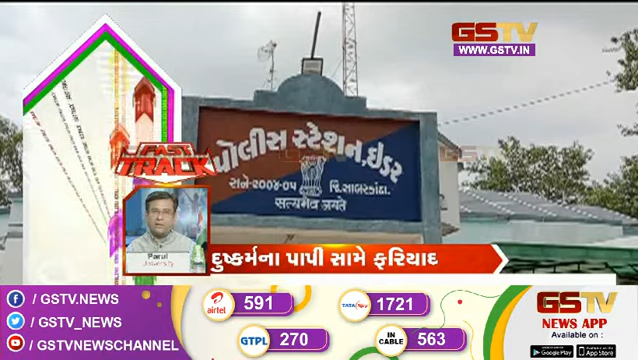 GSTV
WWW.GSTV.IN
પોલીસ સ્ટેશન, ઇડર
સને-૨૦૦૪-૦૫
જિ.સાબરકાંઠા.
સત્યમેવ જયતે
FAST
TRACK
Parul
University
દુષ્કર્મના પાપી સામે ફરિયાદ
/ GSTV.NEWS
/ GSTV_NEWS
/ GSTVNEWSCHANNEL
airtel 591
TATA sky 1721
GTPL 270
IN CABLE 563
GSTV
NEWS APP
Available on :
Google Play
App Store